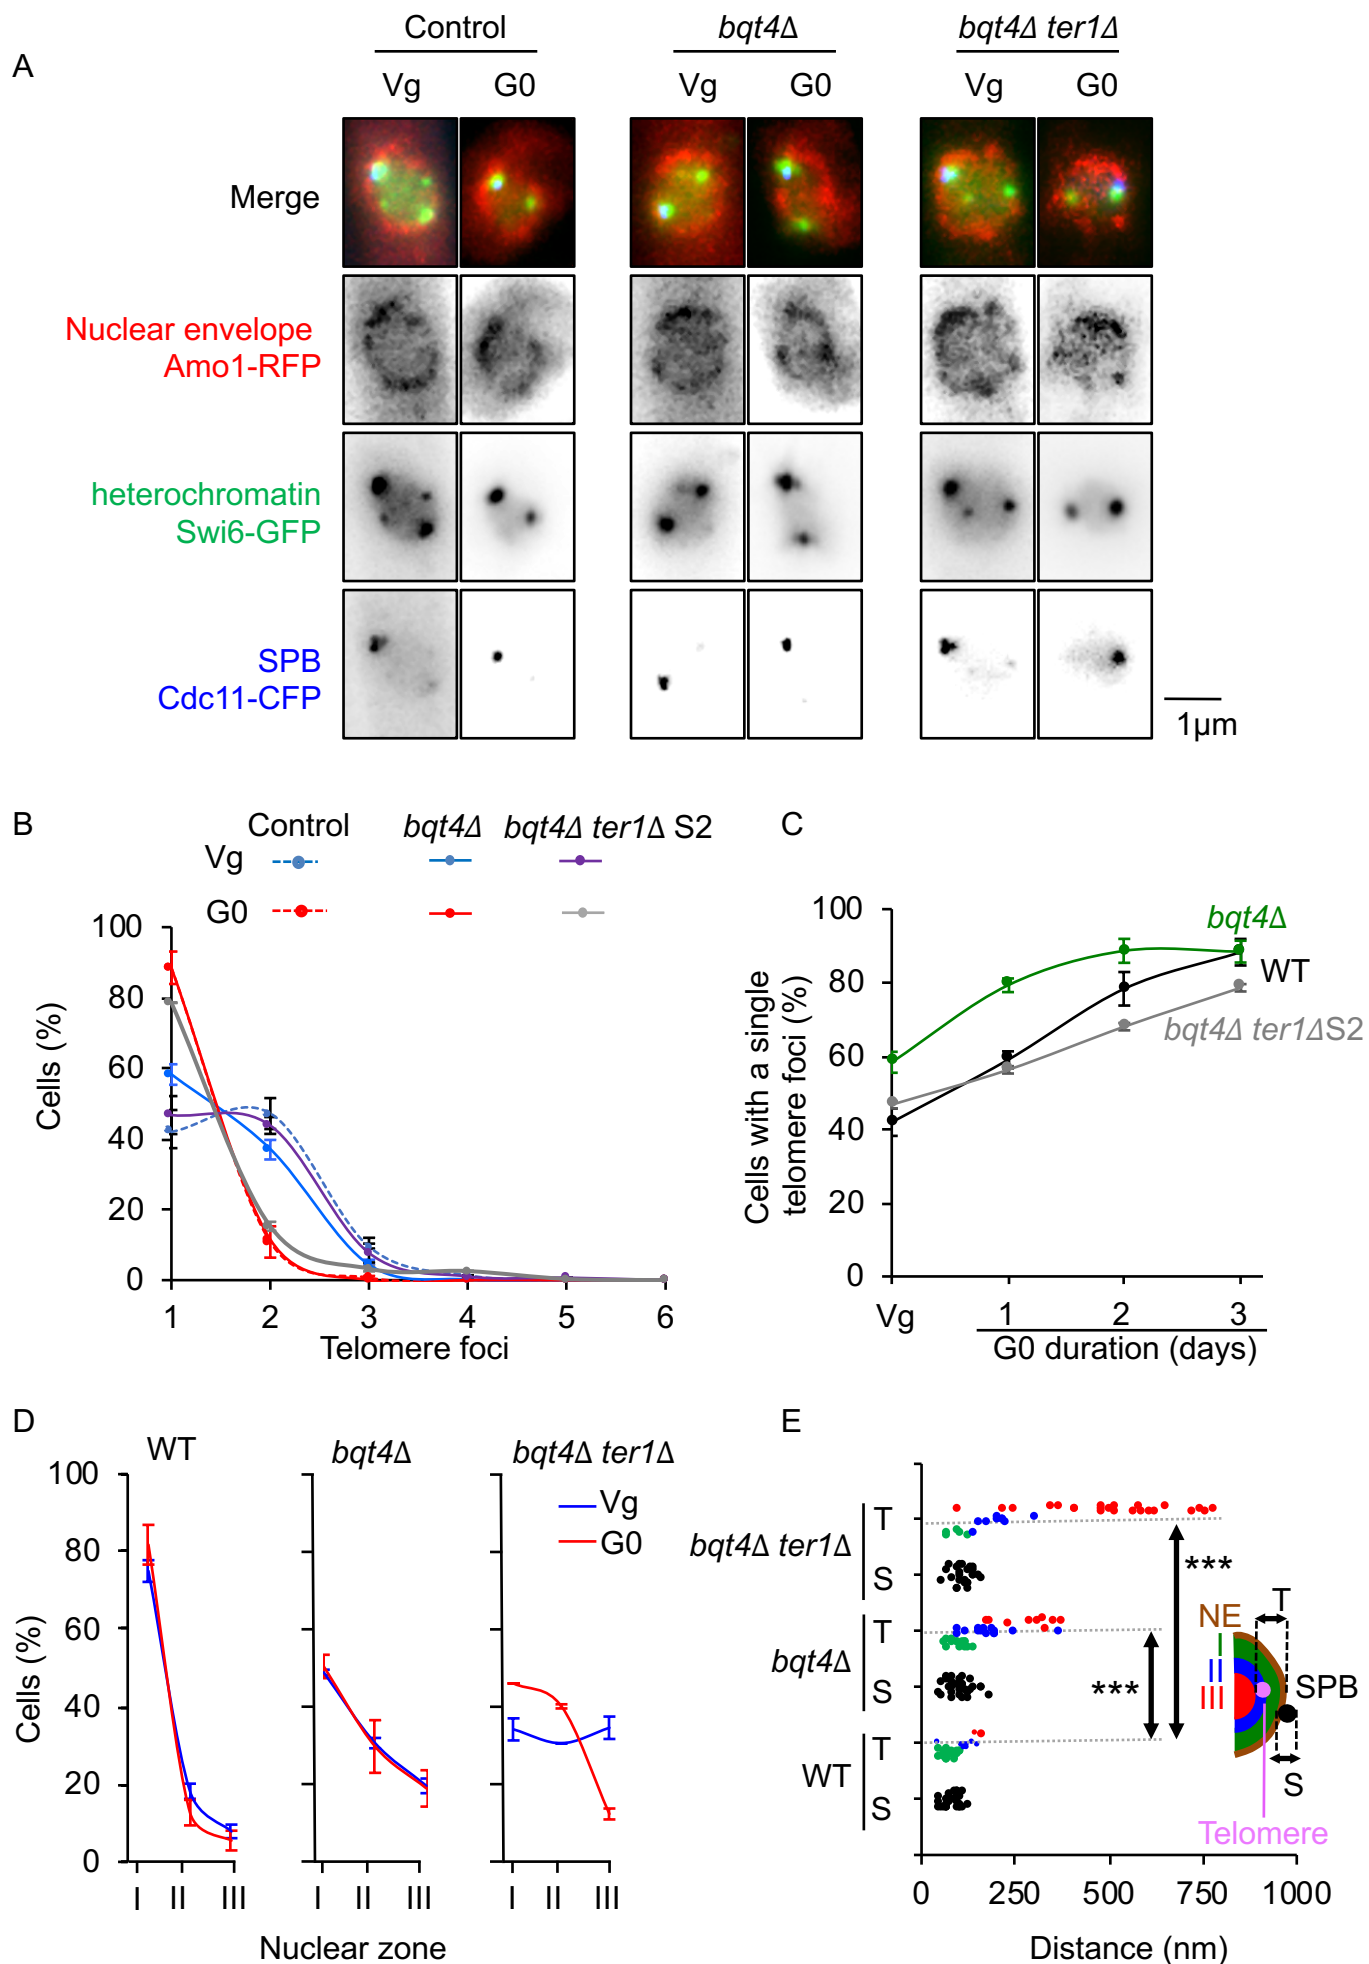 A
Control bqt4Δ bqt4Δ ter1Δ
Vg G0 Vg G0 Vg G0
Merge
Nuclear envelope
Amo1-RFP
heterochromatin
Swi6-GFP
SPB
Cdc11-CFP
1μm
B
Control bqt4Δ bqt4Δ ter1Δ S2
Vg
G0
100
80
60
40
20
0
Cells (%)
1 2 3 4 5 6
Telomere foci
C
100
80
60
40
20
0
Cells with a single
telomere foci (%)
bqt4Δ
WT
bqt4Δ ter1ΔS2
Vg 1 2 3
G0 duration (days)
D
WT bqt4Δ bqt4Δ ter1Δ
Vg
G0
100
80
60
40
20
0
Cells (%)
I II III I II III I II III
Nuclear zone
E
bqt4Δ ter1Δ T S
bqt4Δ T S
WT T S
***
***
NE
I
II
III
T
SPB
S
Telomere
0 250 500 750 1000
Distance (nm)